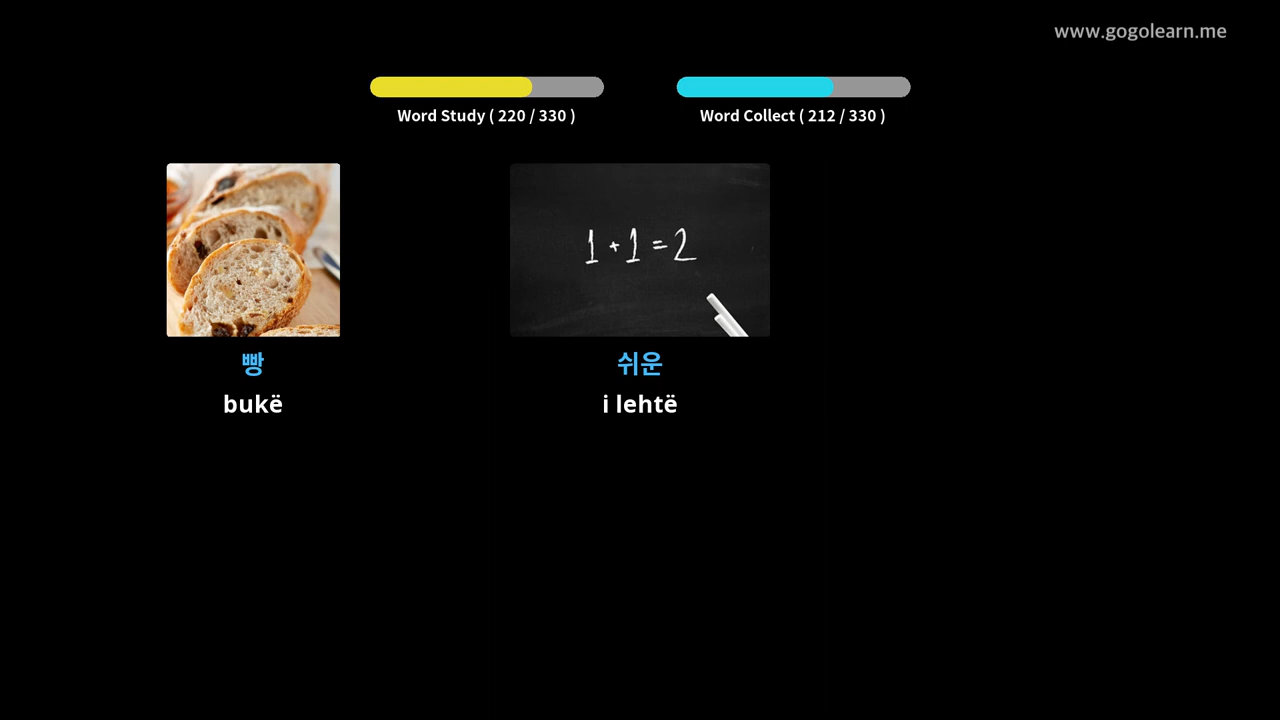 www.gogolearn.me
Word Study ( 220 / 330 )
Word Collect ( 212 / 330 )
1 + 1 = 2
빵
bukë
쉬운
i lehtë